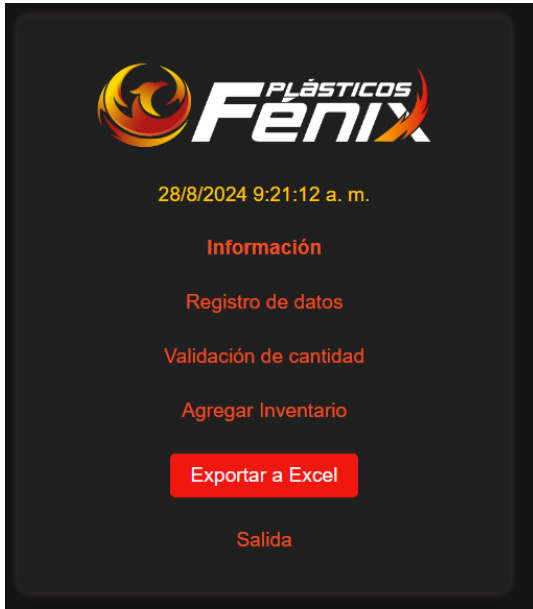 PLÁSTICOS
Fénix
28/8/2024 9:21:12 a. m.
Información
Registro de datos
Validación de cantidad
Agregar Inventario
Exportar a Excel
Salida